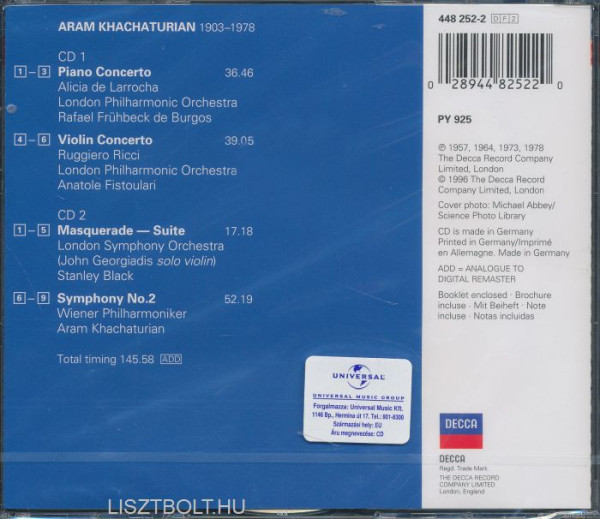 ARAM KHACHATURIAN 1903–1978
CD 1
1 – 3 Piano Concerto 36.46
Alicia de Larrocha
London Philharmonic Orchestra
Rafael Frühbeck de Burgos
4 – 6 Violin Concerto 39.05
Ruggiero Ricci
London Philharmonic Orchestra
Anatole Fistoulari
CD 2
1 – 5 Masquerade — Suite 17.18
London Symphony Orchestra
(John Georgiadis solo violin)
Stanley Black
6 – 9 Symphony No.2 52.19
Wiener Philharmoniker
Aram Khachaturian
Total timing 145.58 ADD
448 252-2 DF2
0 28944 82522 0
PY 925
℗ 1957, 1964, 1973, 1978
The Decca Record Company
Limited, London
© 1996 The Decca Record
Company Limited, London
Cover photo: Michael Abbey/
Science Photo Library
CD is made in Germany
Printed in Germany/Imprimé
en Allemagne. Made in Germany
ADD = ANALOGUE TO
DIGITAL REMASTER
Booklet enclosed · Brochure
incluse · Mit Beiheft · Note
incluse · Notas incluidas
UNIVERSAL
UNIVERSAL MUSIC GROUP
Forgalmazza: Universal Music Kft.
1146 Bp., Hermina út 17. Tel.: 901-6300
Származási hely: EU
Áru megnevezése: CD
DECCA
DECCA
Regd. Trade Mark
THE DECCA RECORD
COMPANY LIMITED
London, England
LISZTBOLT.HU